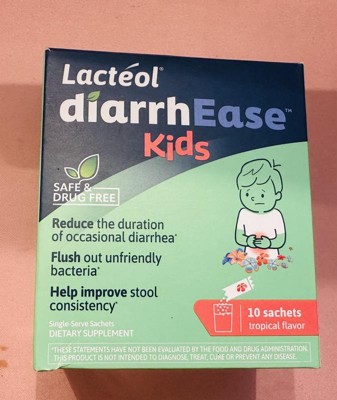 Lactéol®
diarrhEase™
Kids
SAFE &
DRUG FREE
Reduce the duration
of occasional diarrhea*
Flush out unfriendly
bacteria*
Help improve stool
consistency*
Single-Serve Sachets
DIETARY SUPPLEMENT
10 sachets
tropical flavor
*THESE STATEMENTS HAVE NOT BEEN EVALUATED BY THE FOOD AND DRUG ADMINISTRATION.
THIS PRODUCT IS NOT INTENDED TO DIAGNOSE, TREAT, CURE OR PREVENT ANY DISEASE.